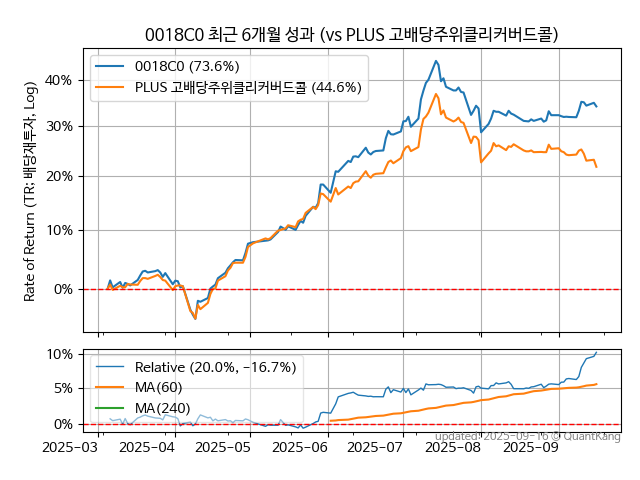 0018C0 최근 6개월 성과 (vs PLUS 고배당주위클리커버드콜)
Rate of Return (TR: 배당재투자, Log)
40%
30%
20%
10%
0%
0018C0 (73.6%)
PLUS 고배당주위클리커버드콜 (44.6%)
10%
5%
0%
Relative (20.0%, −16.7%)
MA(60)
MA(240)
2025−03
2025−04
2025−05
2025−06
2025−07
2025−08
2025−09
updated: 2025−09−16 © QuantKang